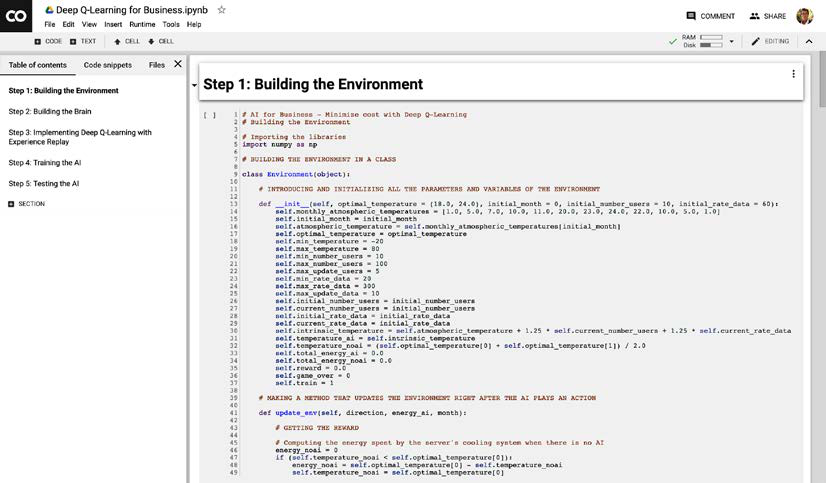 CO Deep Q-Learning for Business.ipynb ☆
File Edit View Insert Runtime Tools Help
COMMENT SHARE
CODE TEXT CELL CELL
RAM
Disk
EDITING
Table of contents Code snippets Files X
Step 1: Building the Environment
Step 2: Building the Brain
Step 3: Implementing Deep Q-Learning with
Experience Replay
Step 4: Training the AI
Step 5: Testing the AI
SECTION
Step 1: Building the Environment
[ ] 1 # AI for Business - Minimise cost with Deep Q-Learning
2 # Building the Environment
3
4 # Importing the libraries
5 import numpy as np
6
7 # BUILDING THE ENVIRONMENT IN A CLASS
8
9 class Environment(object):
10
11 # INTRODUCING AND INITIALIZING ALL THE PARAMETERS AND VARIABLES OF THE ENVIRONMENT
12
13 def __init__(self, optimal_temperature = (18.0, 24.0), initial_month = 0, initial_number_users = 10, initial_rate_data = 60):
14 self.monthly_atmospheric_temperatures = [1.0, 5.0, 7.0, 10.0, 11.0, 20.0, 23.0, 24.0, 22.0, 10.0, 5.0, 1.0]
15 self.initial_month = initial_month
16 self.atmospheric_temperature = self.monthly_atmospheric_temperatures[initial_month]
17 self.optimal_temperature = optimal_temperature
18 self.min_temperature = -20
19 self.max_temperature = 80
20 self.min_number_users = 10
21 self.max_number_users = 100
22 self.max_update_users = 5
23 self.min_rate_data = 20
24 self.max_rate_data = 300
25 self.max_update_data = 10
26 self.initial_number_users = initial_number_users
27 self.current_number_users = initial_number_users
28 self.initial_rate_data = initial_rate_data
29 self.current_rate_data = initial_rate_data
30 self.intrinsic_temperature = self.atmospheric_temperature + 1.25 * self.current_number_users + 1.25 * self.current_rate_data
31 self.temperature_ai = self.intrinsic_temperature
32 self.temperature_noai = (self.optimal_temperature[0] + self.optimal_temperature[1]) / 2.0
33 self.total_energy_ai = 0.0
34 self.total_energy_noai = 0.0
35 self.reward = 0.0
36 self.game_over = 0
37 self.train = 1
38
39 # MAKING A METHOD THAT UPDATES THE ENVIRONMENT RIGHT AFTER THE AI PLAYS AN ACTION
40
41 def update_env(self, direction, energy_ai, month):
42
43 # GETTING THE REWARD
44
45 # Computing the energy spent by the server's cooling system when there is no AI
46 energy_noai = 0
47 if (self.temperature_noai < self.optimal_temperature[0]):
48 energy_noai = self.optimal_temperature[0] - self.temperature_noai
49 self.temperature_noai = self.optimal_temperature[0]